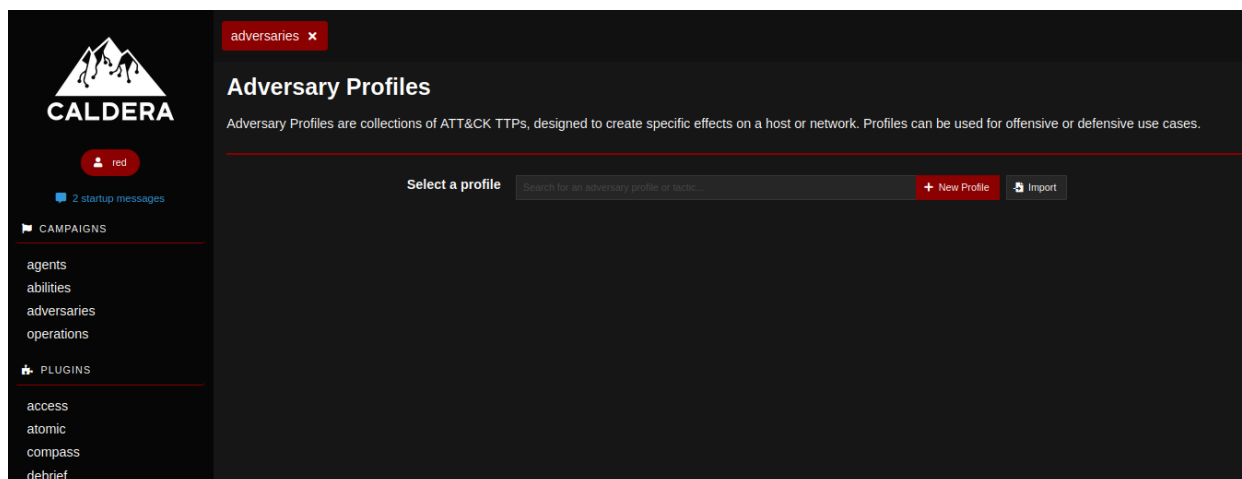 adversaries ×
CALDERA
red
2 startup messages
CAMPAIGNS
agents
abilities
adversaries
operations
PLUGINS
access
atomic
compass
debrief
Adversary Profiles
Adversary Profiles are collections of ATT&CK TTPs, designed to create specific effects on a host or network. Profiles can be used for offensive or defensive use cases.
Select a profile
Search for an adversary profile or tactic...
+ New Profile
Import